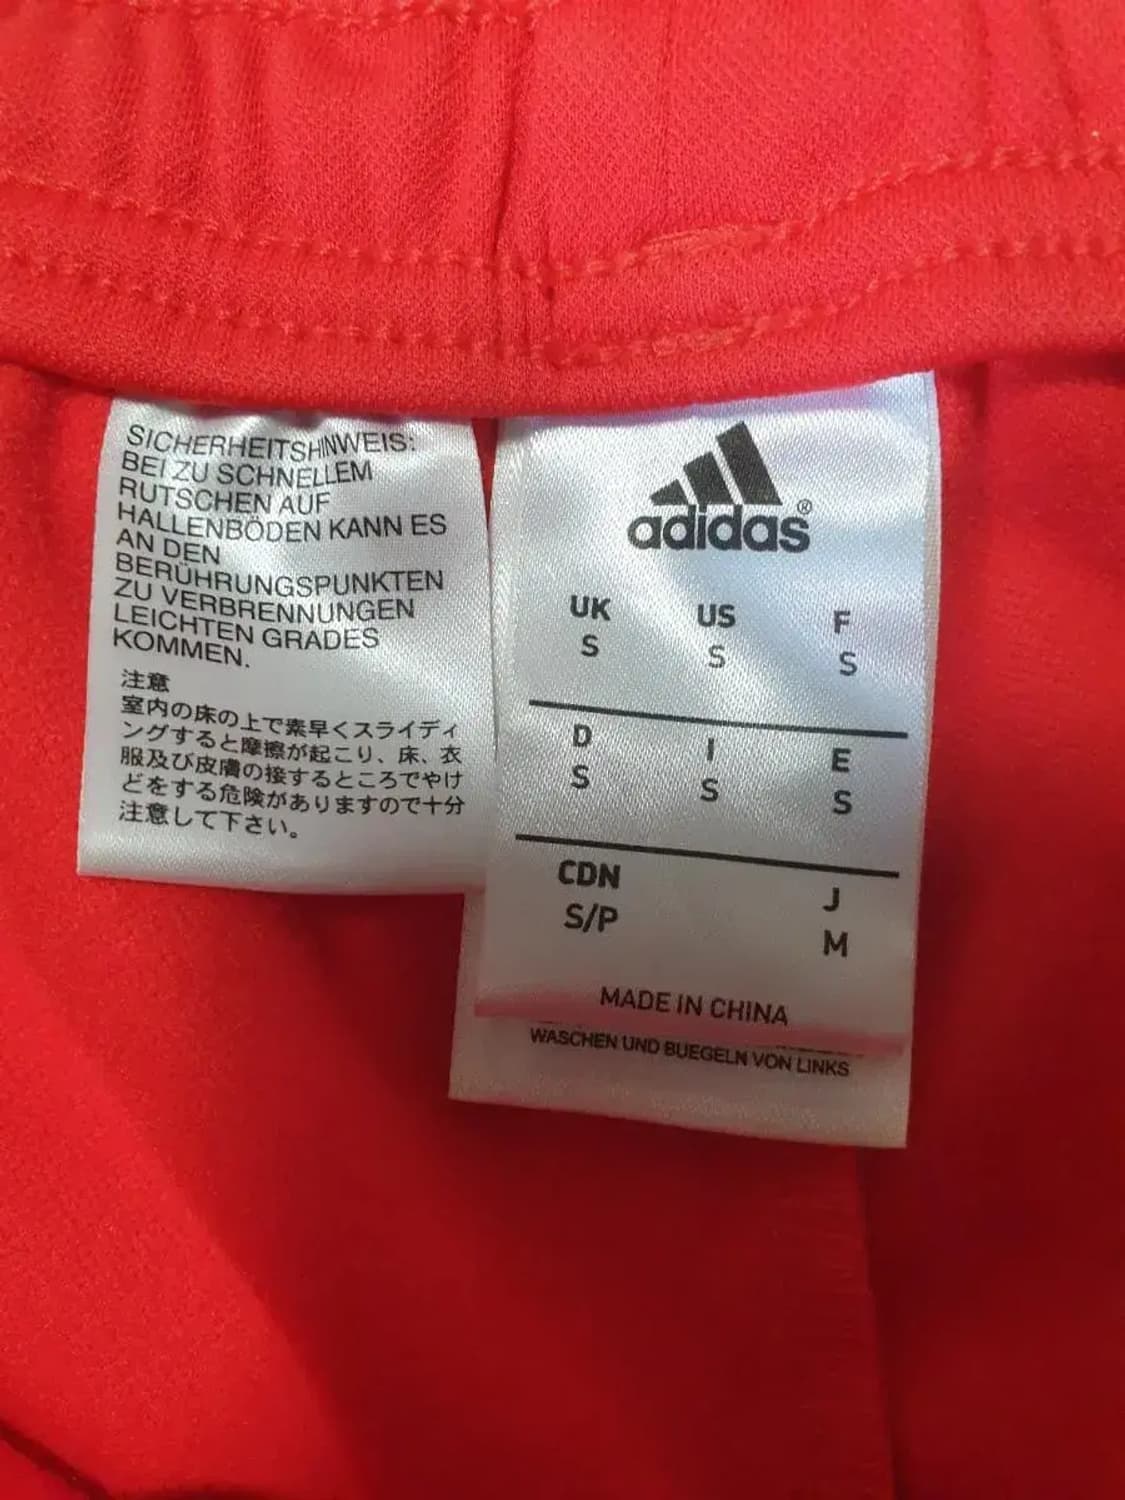 SICHERHEITSHINWEIS:
BEI ZU SCHNELLEM
RUTSCHEN AUF
HALLENBÖDEN KANN ES
AN DEN
BERÜHRUNGSPUNKTEN
ZU VERBRENNUNGEN
LEICHTEN GRADES
KOMMEN.
注意
室内の床の上で素早くスライディ
ングすると摩擦が起こり、床、衣
服及び皮膚の接するところでやけ
どをする危険がありますので十分
注意して下さい。
adidas®
UK US F
S S S
D I E
S S S
CDN J
S/P M
MADE IN CHINA
WASCHEN UND BUEGELN VON LINKS